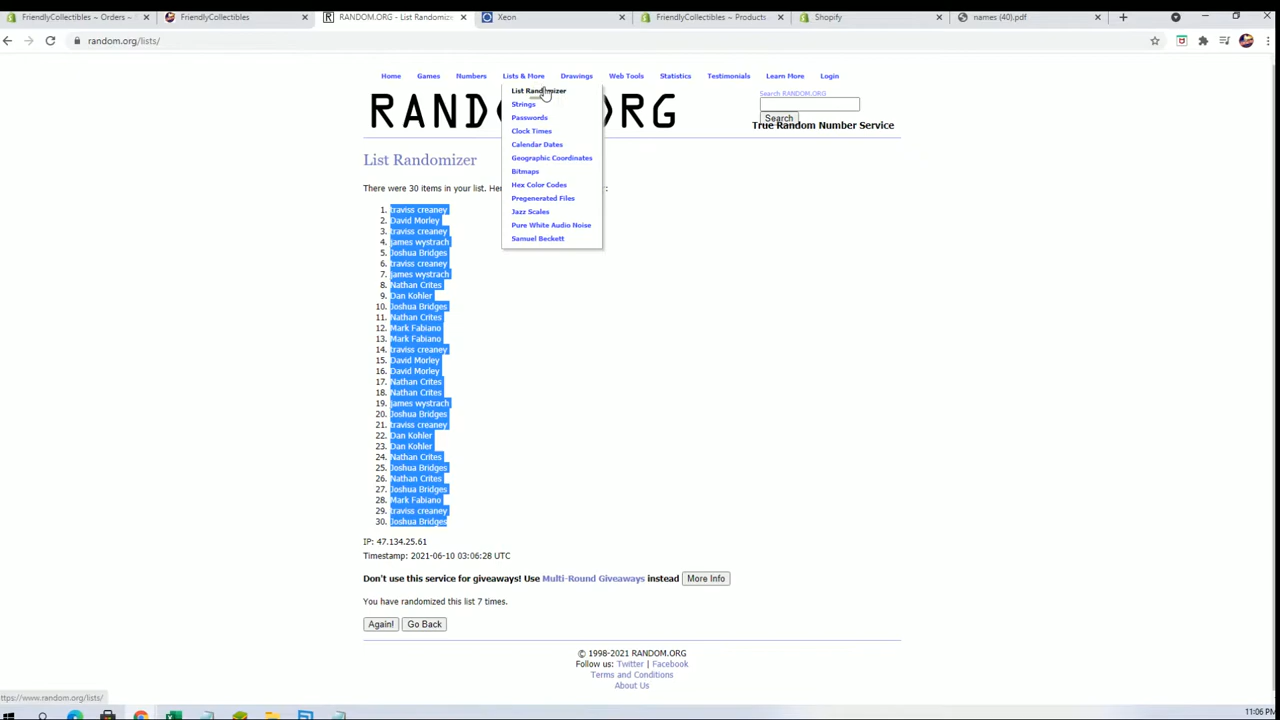 FriendlyCollectibles ~ Orders ~
FriendlyCollectibles
RANDOM.ORG - List Randomizer
Xeon
FriendlyCollectibles ~ Products
Shopify
names (40).pdf
random.org/lists/
Home Games Numbers Lists & More Drawings Web Tools Statistics Testimonials Learn More Login
Search RANDOM.ORG
Search
True Random Number Service
List Randomizer
Strings
Passwords
Clock Times
Calendar Dates
Geographic Coordinates
Bitmaps
Hex Color Codes
Pregenerated Files
Jazz Scales
Pure White Audio Noise
Samuel Beckett
List Randomizer
There were 30 items in your list.
1. traviss creaney
2. David Morley
3. traviss creaney
4. james wystrach
5. Joshua Bridges
6. traviss creaney
7. james wystrach
8. Nathan Crites
9. Dan Kohler
10. Joshua Bridges
11. Nathan Crites
12. Mark Fabiano
13. Mark Fabiano
14. traviss creaney
15. David Morley
16. David Morley
17. Nathan Crites
18. Nathan Crites
19. james wystrach
20. Joshua Bridges
21. traviss creaney
22. Dan Kohler
23. Dan Kohler
24. Nathan Crites
25. Joshua Bridges
26. Nathan Crites
27. Joshua Bridges
28. Mark Fabiano
29. traviss creaney
30. Joshua Bridges
IP: 47.134.25.61
Timestamp: 2021-06-10 03:06:28 UTC
Don't use this service for giveaways! Use Multi-Round Giveaways instead More Info
You have randomized this list 7 times.
Again! Go Back
© 1998-2021 RANDOM.ORG
Follow us: Twitter | Facebook
Terms and Conditions
About Us
ttps://www.random.org/lists/
11:06 PM